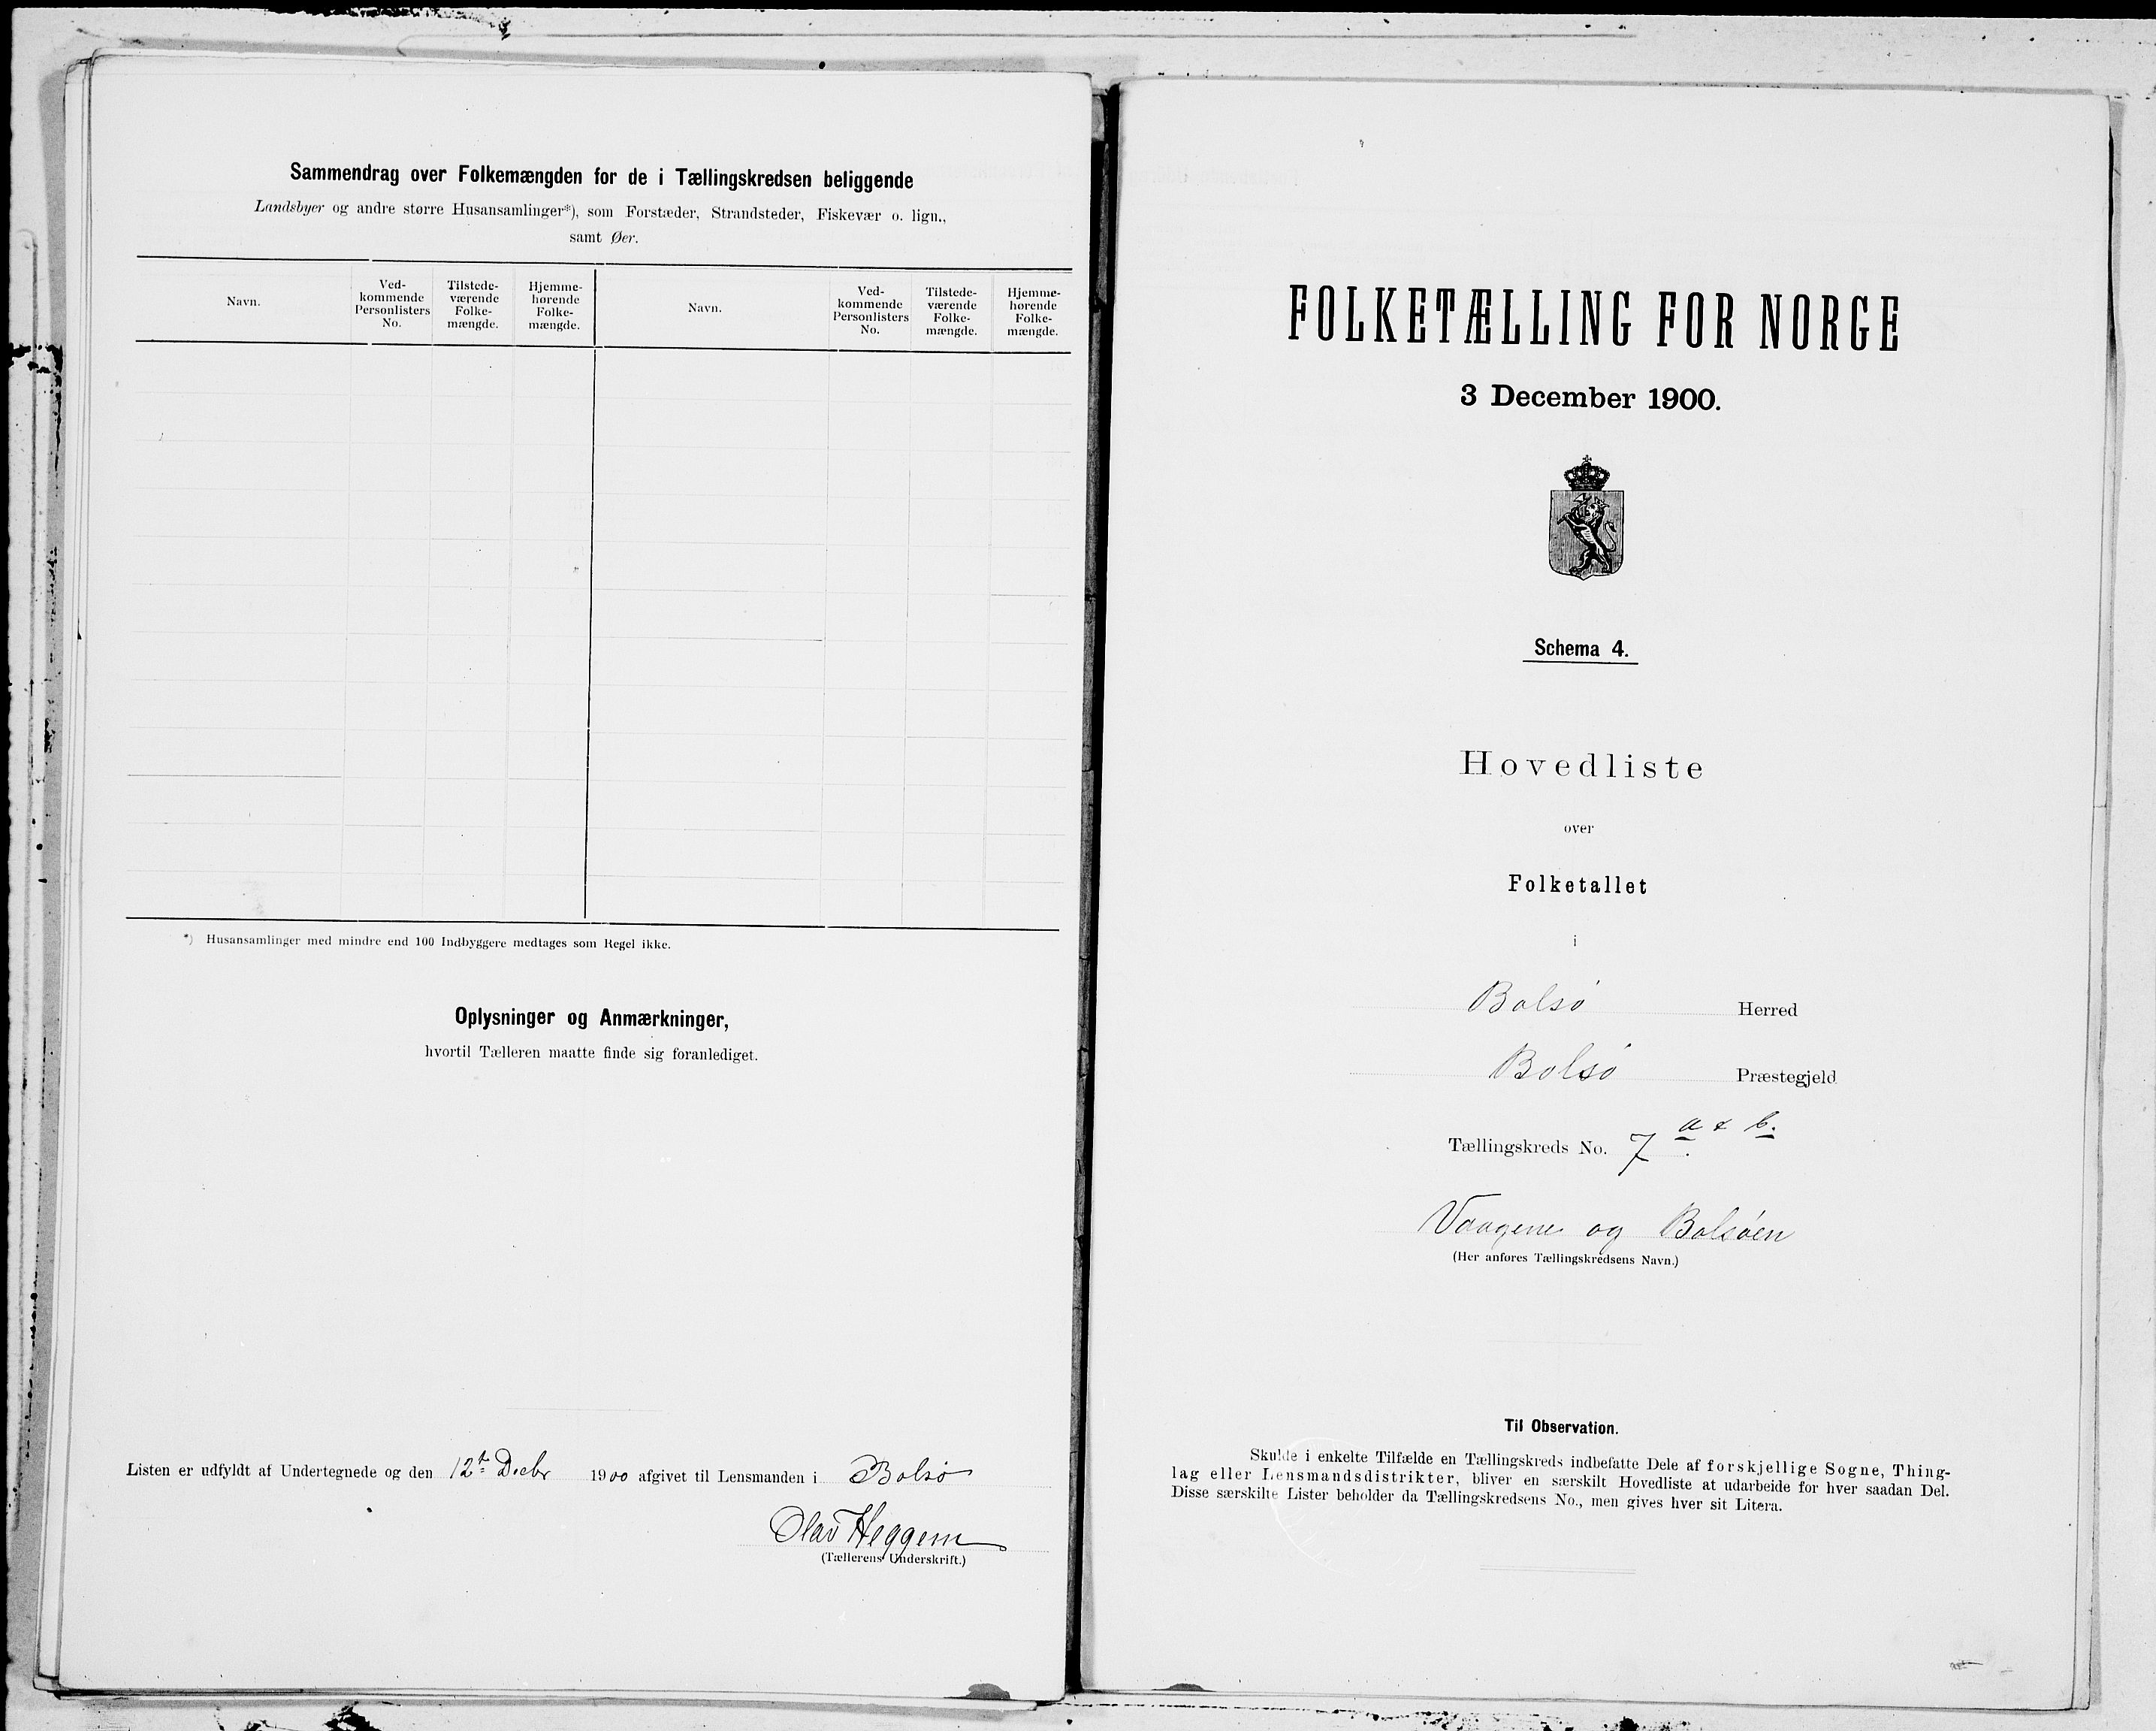 Sammendrag over Folkemængden for de i Tællingskredsen beliggende
Landsbyer og andre større Husansamlinger*), som Forstæder, Strandsteder, Fiskevær o. lign.,
samt Øer.
Navn.
Ved-
kommende
Personlisters
No.
Tilstede-
værende
Folke-
mængde.
Hjemme-
hørende
Folke-
mængde.
Navn.
Ved-
kommende
Personlisters
No.
Tilstede-
værende
Folke-
mængde.
Hjemme-
hørende
Folke-
mængde.
*) Husansamlinger med mindre end 100 Indbyggere medtages som Regel ikke.
Oplysninger og Anmærkninger,
hvortil Tælleren maatte finde sig foranlediget.
Listen er udfyldt af Undertegnede og den 12te Decbr 1900 afgivet til Lensmanden i Bolsø
Olav Heggem
(Tællerens Underskrift.)
FOLKETÆLLING FOR NORGE
3 December 1900.
Schema 4.
Hovedliste
over
Folketallet
i
Bolsø Herred
Bolsø Præstegjeld
Tællingskreds No. 7 a & b.
Vaagene og Bolsøen
(Her anføres Tællingskredsens Navn.)
Til Observation.
Skulde i enkelte Tilfælde en Tællingskreds indbefatte Dele af forskjellige Sogne, Thing-
lag eller Lensmandsdistrikter, bliver en særskilt Hovedliste at udarbeide for hver saadan Del.
Disse særskilte Lister beholder da Tællingskredsens No., men gives hver sit Litera.